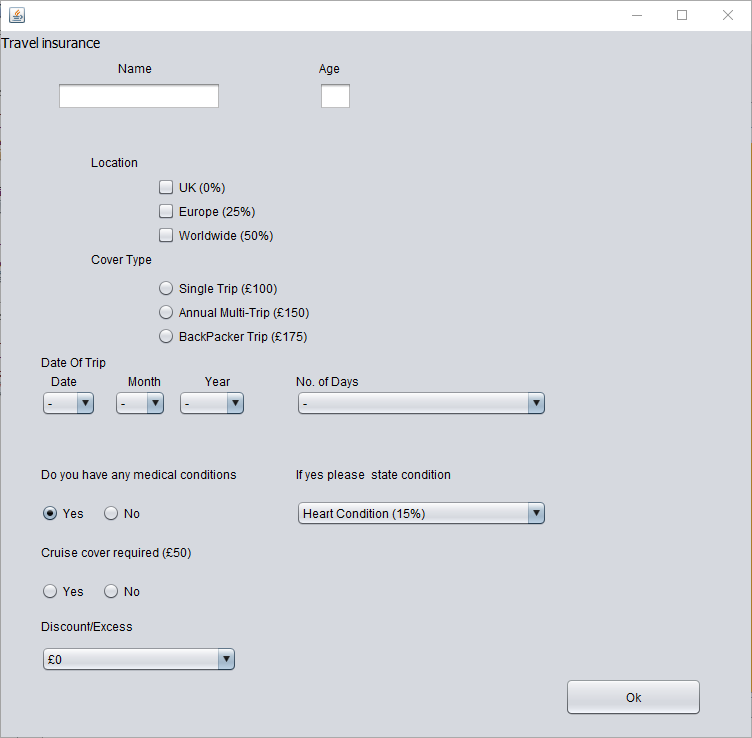 Travel insurance
Name Age
Location
UK (0%)
Europe (25%)
Worldwide (50%)
Cover Type
Single Trip (£100)
Annual Multi-Trip (£150)
BackPacker Trip (£175)
Date Of Trip
Date Month Year No. of Days
- - - -
Do you have any medical conditions If yes please state condition
Yes No Heart Condition (15%)
Cruise cover required (£50)
Yes No
Discount/Excess
£0
Ok